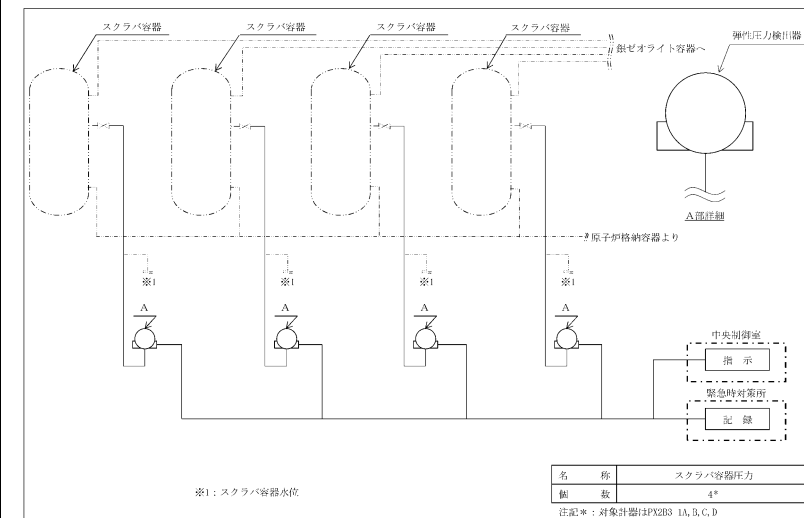 スクラバ容器 スクラバ容器 スクラバ容器 スクラバ容器
弾性圧力検出器
銀ゼオライト容器へ
A部詳細
原子炉格納容器より
※1 ※1 ※1 ※1
A A A A
中央制御室
指 示
緊急時対策所
記 録
※1：スクラバ容器水位
名 称 スクラバ容器圧力
個 数 4*
注記＊：対象計器はPX2B3 1A,B,C,D